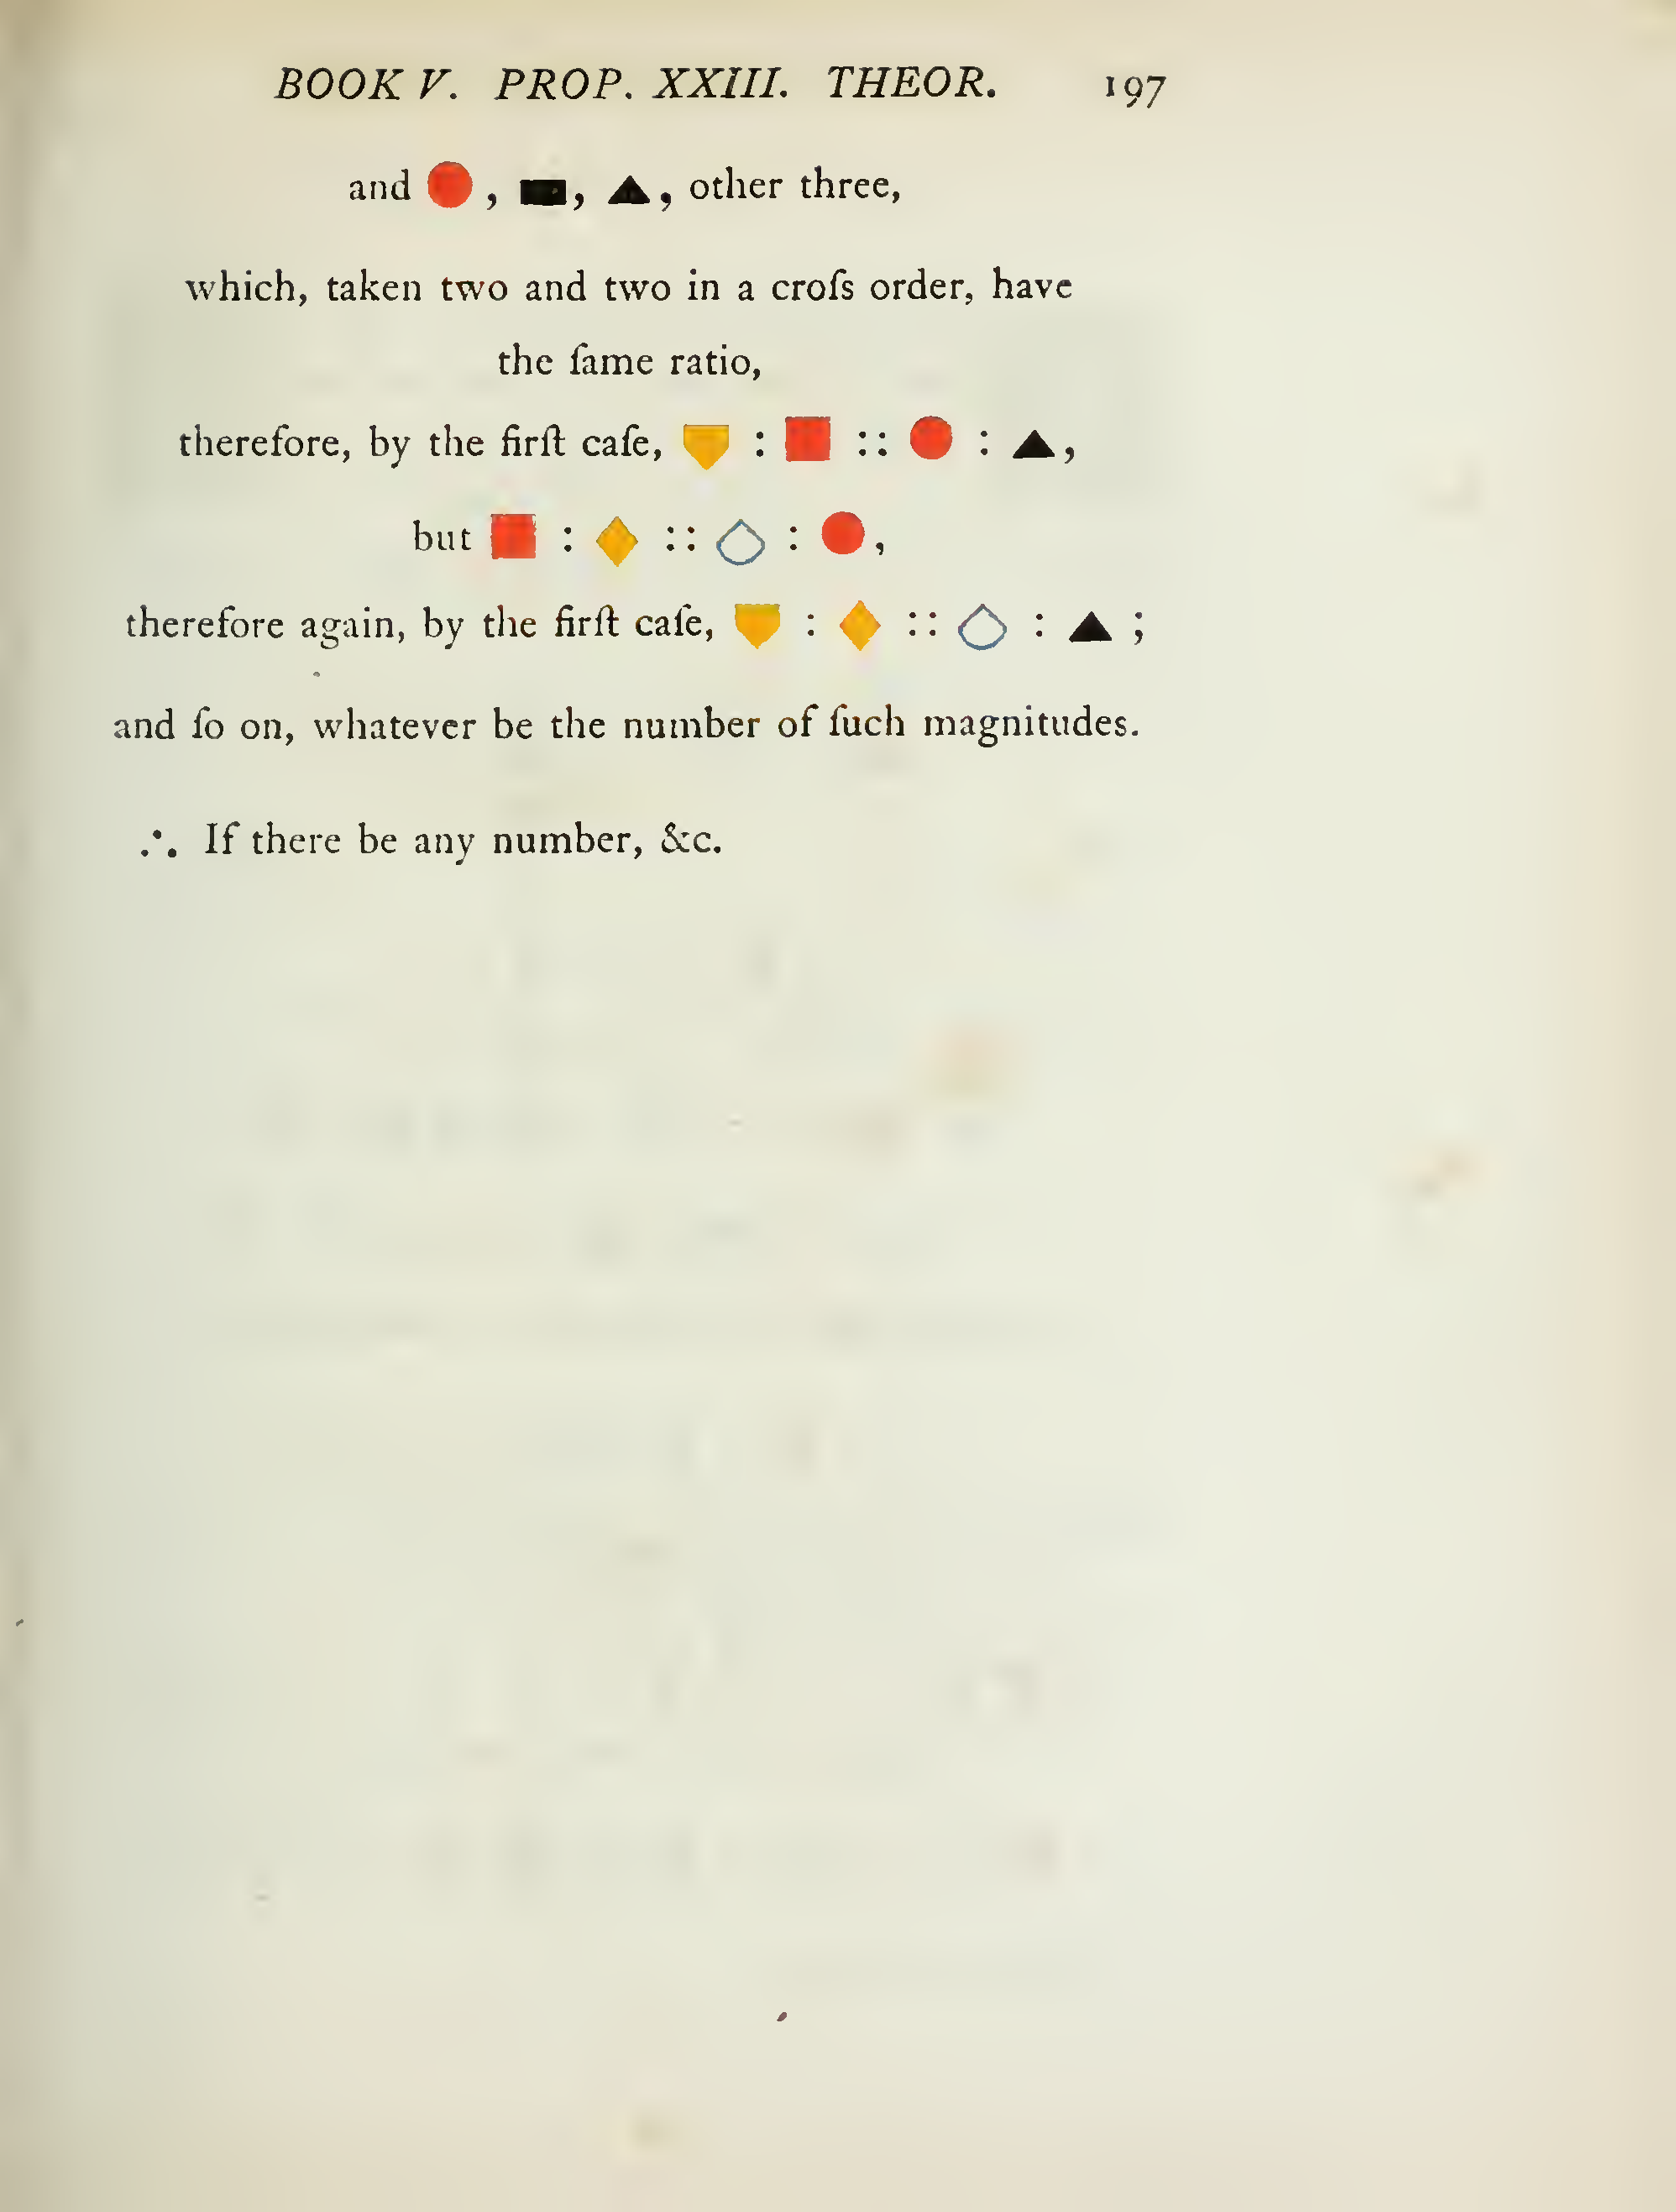 BOOK V. PROP. XXIII. THEOR. 197
and , , , other three,
which, taken two and two in a croſs order, have
the ſame ratio,
therefore, by the firſt caſe, : :: : ,
but : :: : ,
therefore again, by the firſt caſe, : :: : ;
and ſo on, whatever be the number of ſuch magnitudes.
∴ If there be any number, &c.